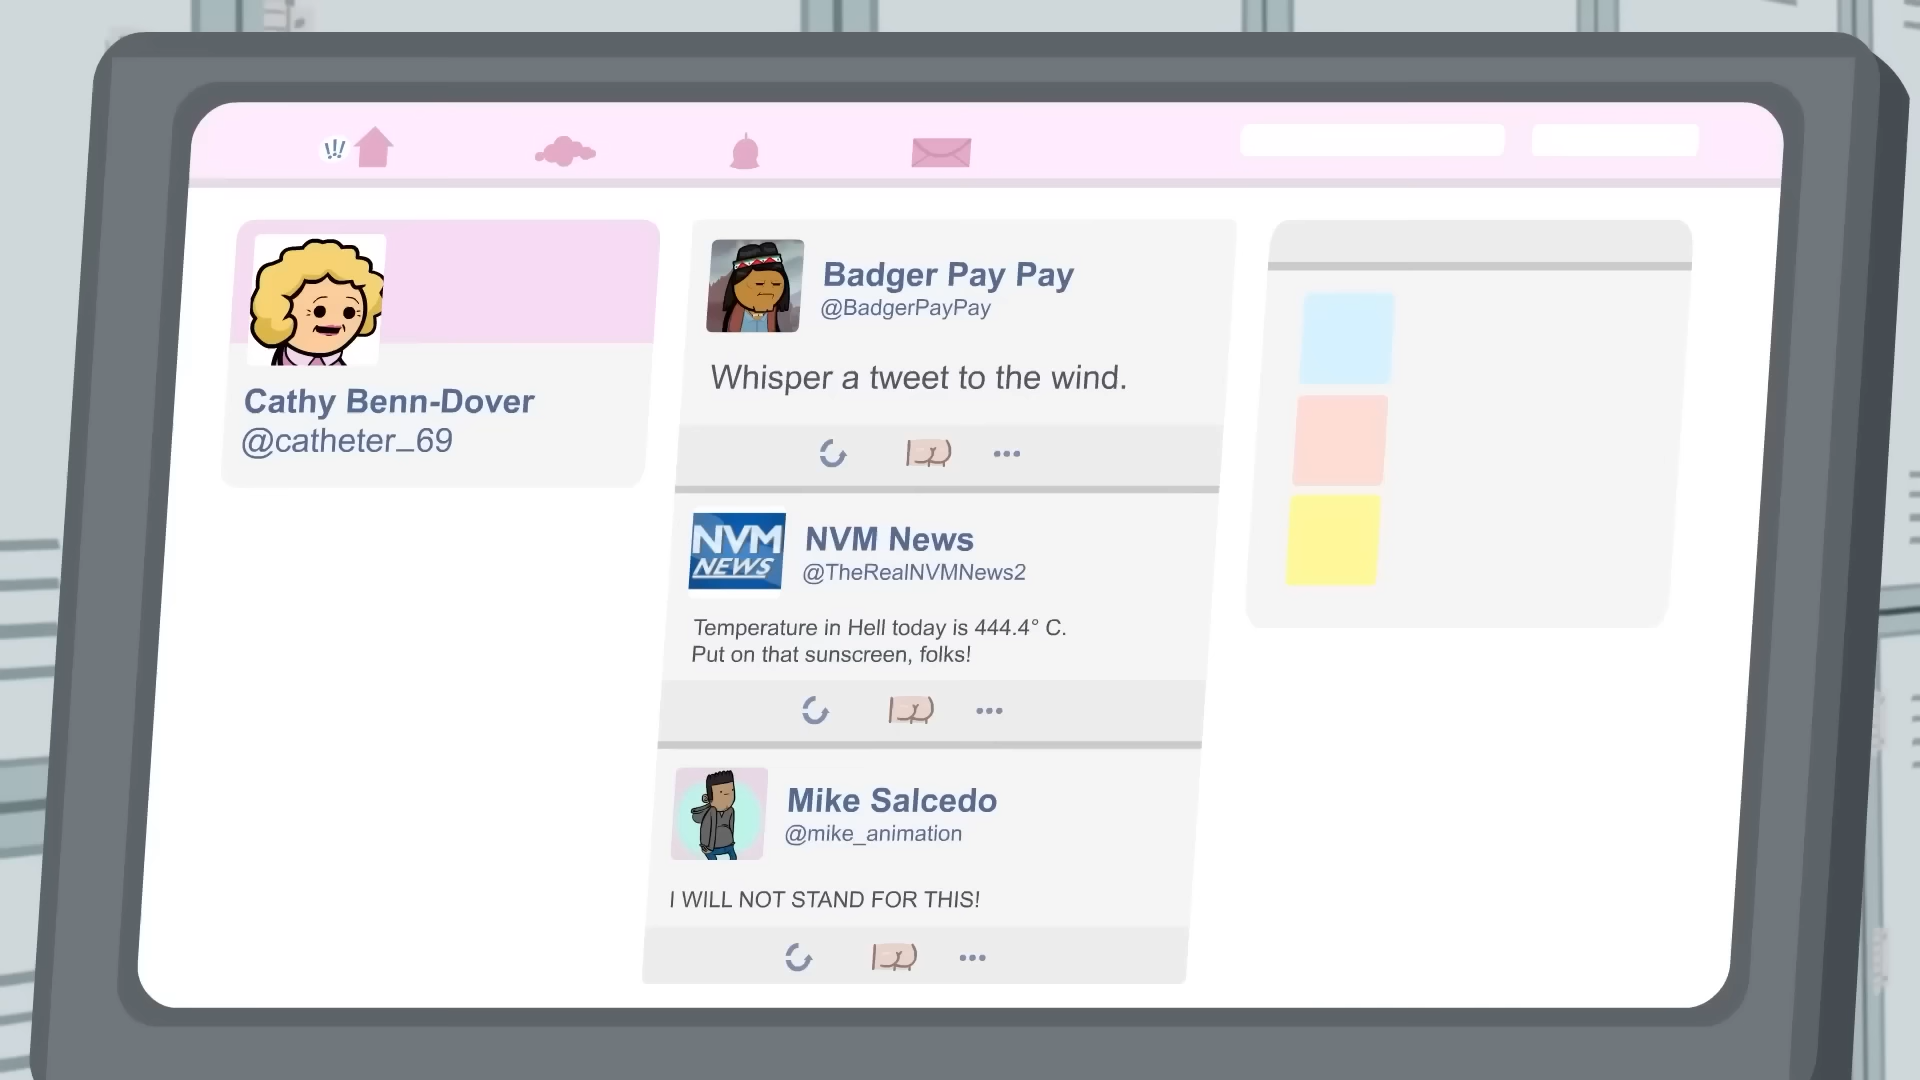 !!!
Cathy Benn-Dover
@catheter_69
Badger Pay Pay
@BadgerPayPay
Whisper a tweet to the wind.
NVM
NEWS
NVM News
@TheRealNVMNews2
Temperature in Hell today is 444.4° C.
Put on that sunscreen, folks!
Mike Salcedo
@mike_animation
I WILL NOT STAND FOR THIS!